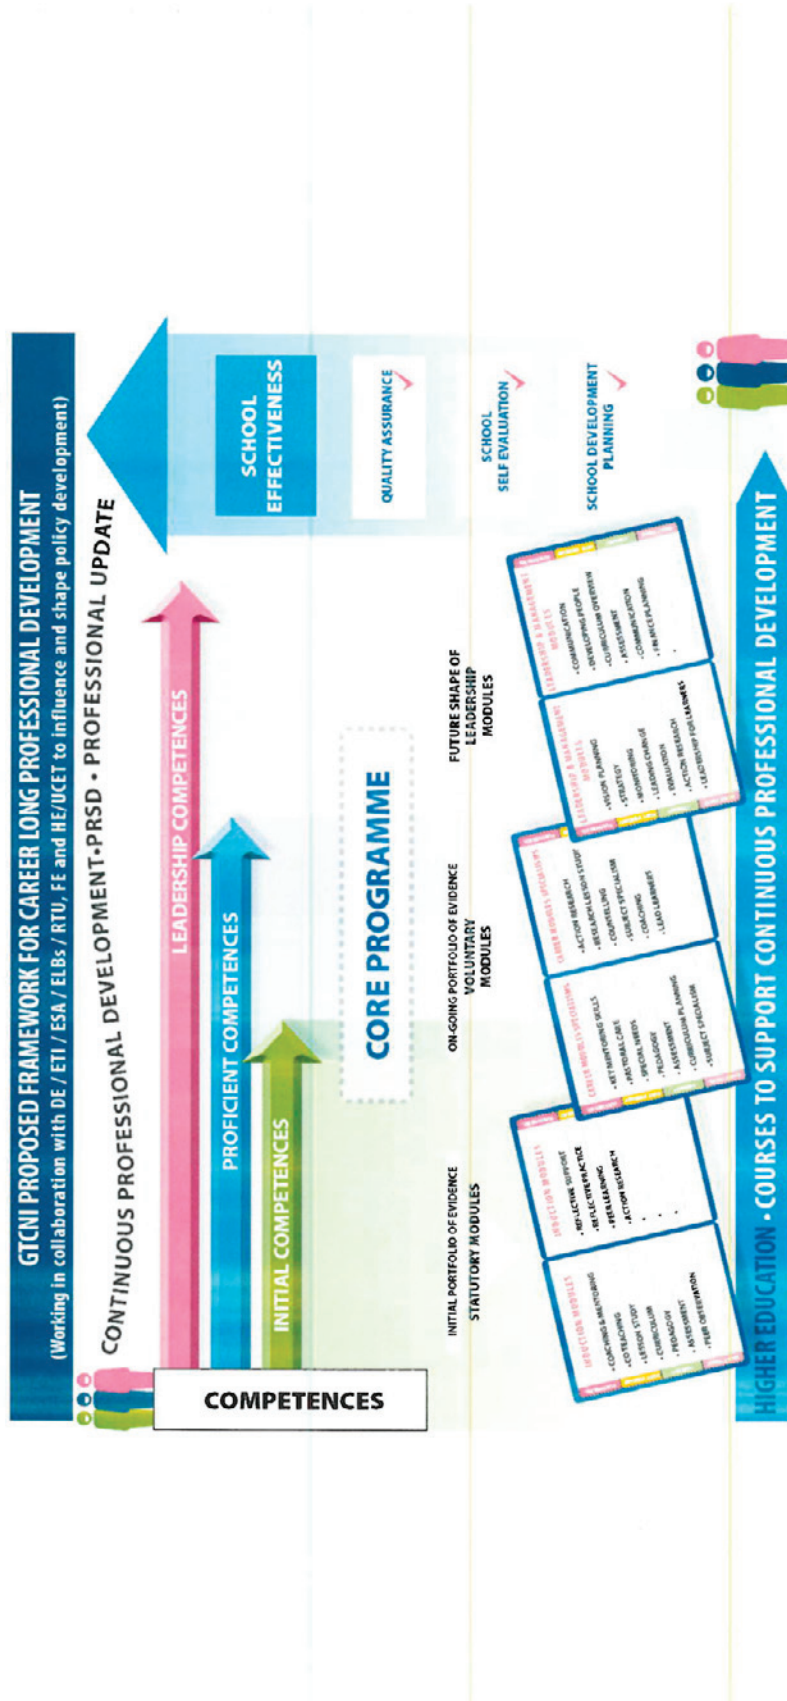 GTCNI PROPOSED FRAMEWORK FOR CAREER LONG PROFESSIONAL DEVELOPMENT
(Working in collaboration with DE / ETI / ESA / ELBs / RTU, FE and HE/UCET to influence and shape policy development)
CONTINUOUS PROFESSIONAL DEVELOPMENT•PRSD • PROFESSIONAL UPDATE
LEADERSHIP COMPETENCES
PROFICIENT COMPETENCES
INITIAL COMPETENCES
COMPETENCES
CORE PROGRAMME
SCHOOL
EFFECTIVENESS
QUALITY ASSURANCE
SCHOOL
SELF EVALUATION
SCHOOL DEVELOPMENT
PLANNING
INITIAL PORTFOLIO OF EVIDENCE
STATUTORY MODULES
ON-GOING PORTFOLIO OF EVIDENCE
VOLUNTARY
MODULES
FUTURE SHAPE OF
LEADERSHIP
MODULES
INDUCTION MODULES
• COACHING & MENTORING
• CO TEACHING
• LESSON STUDY
• CURRICULUM
• PEDAGOGY
• ASSESSMENT
• PEER OBSERVATION
INDUCTION MODULES
• REFLECTIVE SUPPORT
• REFLECTIVE PRACTICE
• PEER LEARNING
• ACTION RESEARCH
CAREER MODULES SPECIALISMS
• KEY MENTORING SKILLS
• PASTORAL CARE
• SPECIAL NEEDS
• PEDAGOGY
• ASSESSMENT
• CURRICULUM PLANNING
• SUBJECT SPECIALISM
CAREER MODULES SPECIALISMS
• ACTION RESEARCH
• RESEARCH LESSON STUDY
• COUNSELLING
• SUBJECT SPECIALISM
• COACHING
• LEAD LEARNERS
LEADERSHIP & MANAGEMENT
MODULES
• VISION PLANNING
• STRATEGY
• MONITORING
• LEADING CHANGE
• EVALUATION
• ACTION RESEARCH
• LEADERSHIP FOR LEARNERS
LEADERSHIP & MANAGEMENT
MODULES
• COMMUNICATION
• DEVELOPING PEOPLE
• CURRICULUM OVERVIEW
• ASSESSMENT
• COMMUNICATION
• FINANCE PLANNING
HIGHER EDUCATION • COURSES TO SUPPORT CONTINUOUS PROFESSIONAL DEVELOPMENT